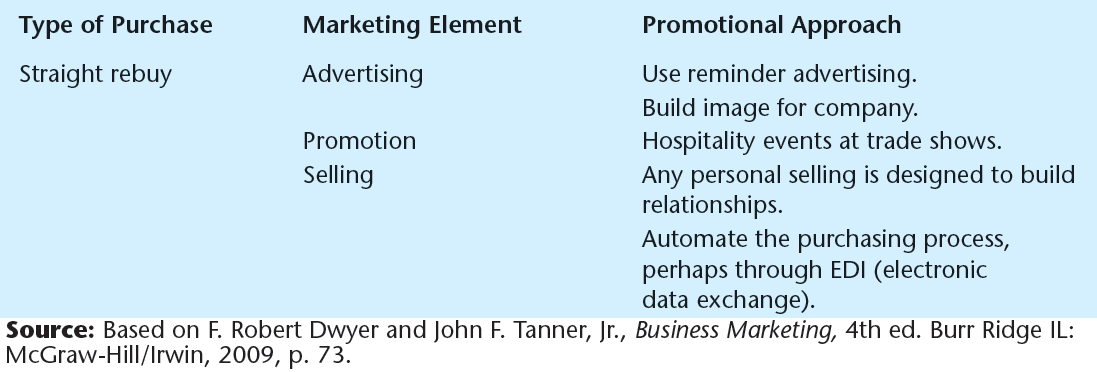 Type of Purchase Marketing Element Promotional Approach
Straight rebuy Advertising Use reminder advertising.
Build image for company.
Promotion Hospitality events at trade shows.
Selling Any personal selling is designed to build
relationships.
Automate the purchasing process,
perhaps through EDI (electronic
data exchange).
Source: Based on F. Robert Dwyer and John F. Tanner, Jr., Business Marketing, 4th ed. Burr Ridge IL:
McGraw-Hill/Irwin, 2009, p. 73.